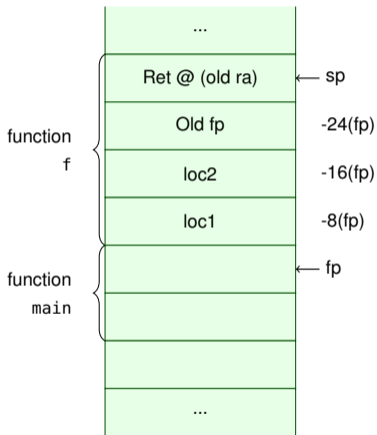 ...
Ret @ (old ra)
← sp
function
f
Old fp
-24(fp)
loc2
-16(fp)
loc1
-8(fp)
← fp
function
main
...